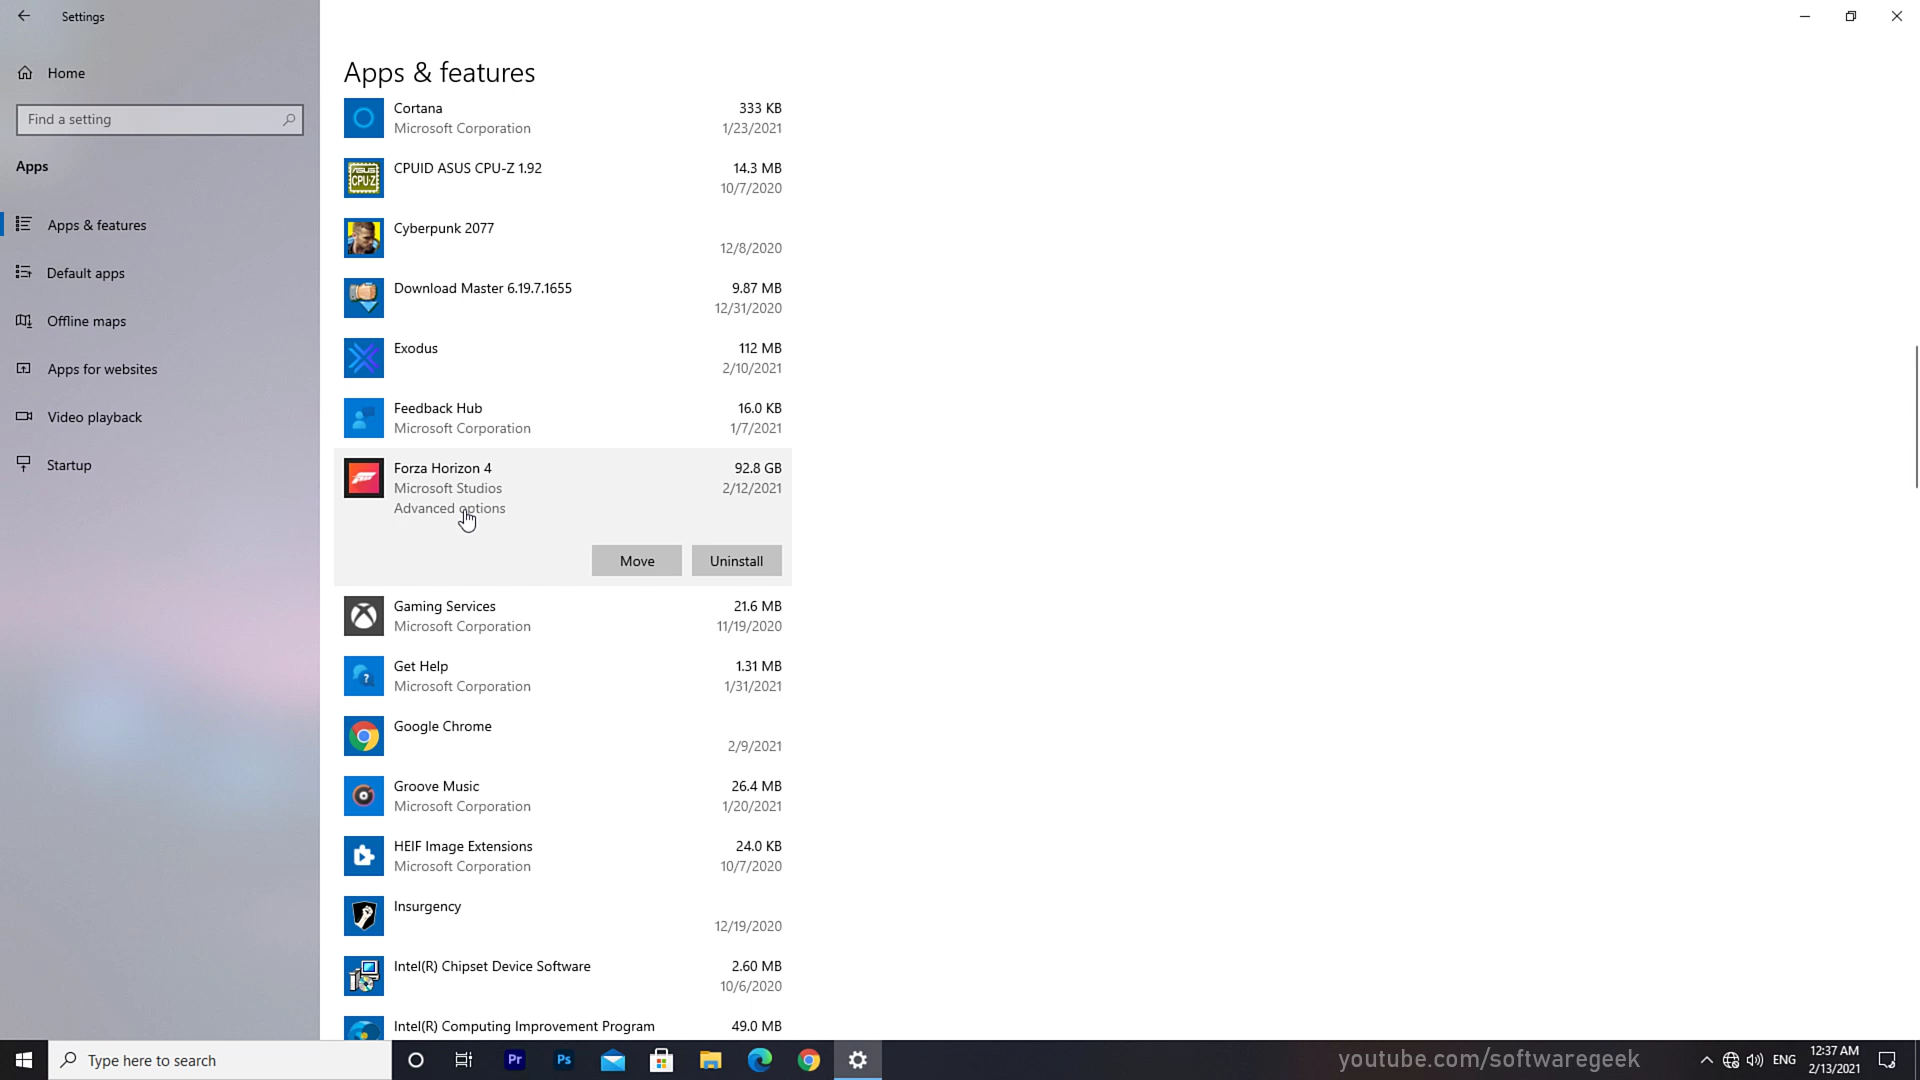 Settings
Home
Find a setting
Apps
Apps & features
Default apps
Offline maps
Apps for websites
Video playback
Startup
Apps & features
Cortana 333 KB
Microsoft Corporation 1/23/2021
CPUID ASUS CPU-Z 1.92 14.3 MB
ASUS
CPU-Z
10/7/2020
Cyberpunk 2077
12/8/2020
Download Master 6.19.7.1655 9.87 MB
12/31/2020
Exodus 112 MB
2/10/2021
Feedback Hub 16.0 KB
Microsoft Corporation 1/7/2021
Forza Horizon 4 92.8 GB
Microsoft Studios 2/12/2021
Advanced options
Move Uninstall
Gaming Services 21.6 MB
Microsoft Corporation 11/19/2020
Get Help 1.31 MB
Microsoft Corporation 1/31/2021
Google Chrome
2/9/2021
Groove Music 26.4 MB
Microsoft Corporation 1/20/2021
HEIF Image Extensions 24.0 KB
Microsoft Corporation 10/7/2020
Insurgency
12/19/2020
Intel(R) Chipset Device Software 2.60 MB
10/6/2020
Intel(R) Computing Improvement Program 49.0 MB
Type here to search
Pr
Ps
youtube.com/softwaregeek
ENG
12:37 AM
2/13/2021